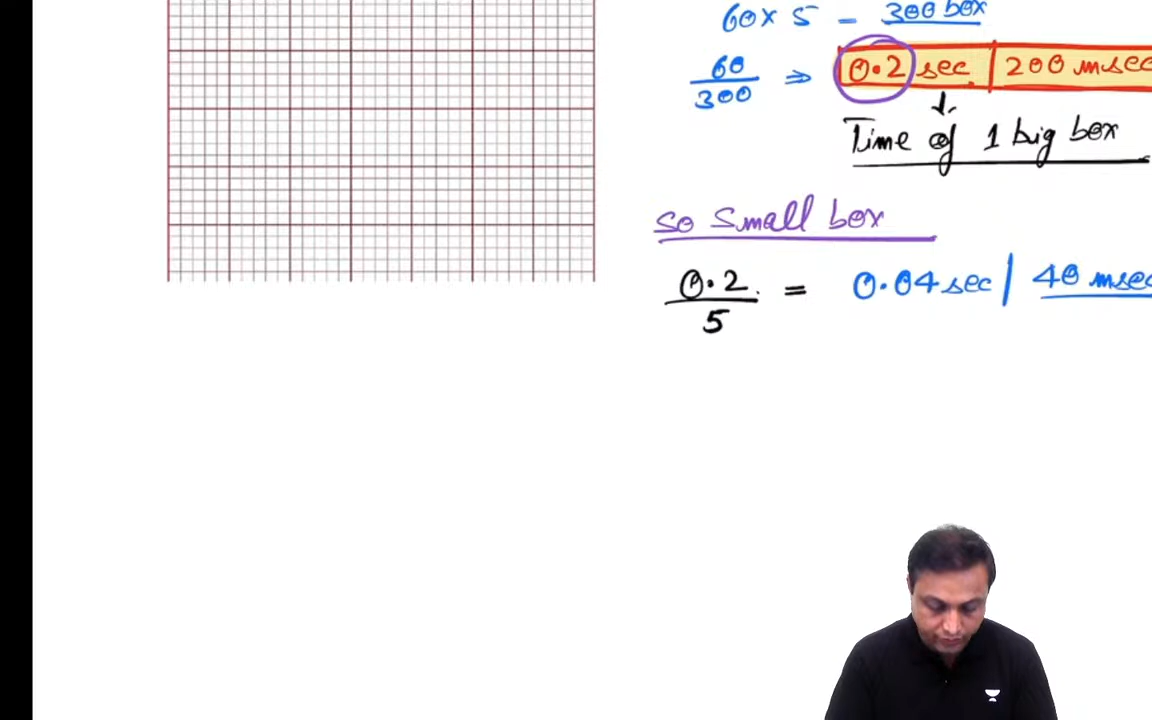 60 x 5 = 300 box
60/300 ⇒ 0.2 sec | 200 msec
↓
Time of 1 big box
so small box
0.2/5 = 0.04 sec | 40 msec